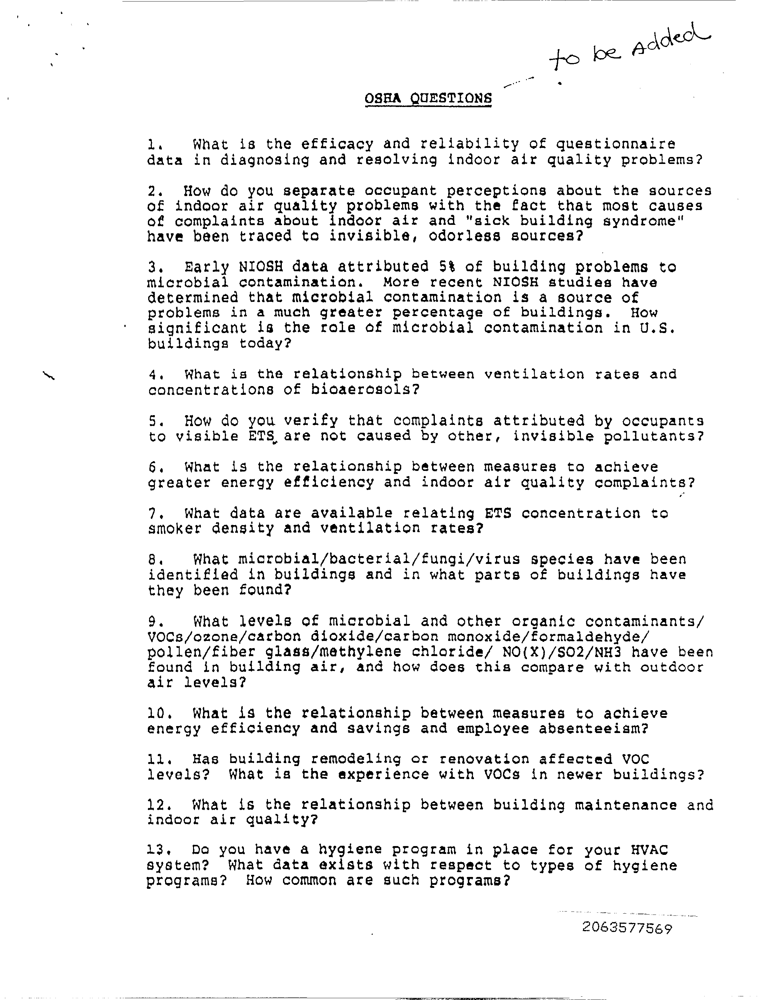 to be Added
OSHA QUESTIONS
1. What is the efficacy and reliability of questionnaire
data in diagnosing and resolving indoor air quality problems?
2. How do you separate occupant perceptions about the sources
of indoor air quality problems with the fact that most causes
of complaints about indoor air and "sick building syndrome"
have been traced to invisible, odorless sources?
3. Early NIOSH data attributed 5% of building problems to
microbial contamination. More recent NIOSH studies have
determined that microbial contamination is a source of
problems in a much greater percentage of buildings. How
significant is the role of microbial contamination in U.S.
buildings today?
4. What is the relationship between ventilation rates and
concentrations of bioaerosols?
5. How do you verify that complaints attributed by occupants
to visible ETS are not caused by other, invisible pollutants?
6. What is the relationship between measures to achieve
greater energy efficiency and indoor air quality complaints?
7. What data are available relating ETS concentration to
smoker density and ventilation rates?
8. What microbial/bacterial/fungi/virus species have been
identified in buildings and in what parts of buildings have
they been found?
9. What levels of microbial and other organic contaminants/
VOCs/ozone/carbon dioxide/carbon monoxide/formaldehyde/
pollen/fiber glass/methylene chloride/ NO(X)/SO2/NH3 have been
found in building air, and how does this compare with outdoor
air levels?
10. What is the relationship between measures to achieve
energy efficiency and savings and employee absenteeism?
11. Has building remodeling or renovation affected VOC
levels? What is the experience with VOCs in newer buildings?
12. What is the relationship between building maintenance and
indoor air quality?
13. Do you have a hygiene program in place for your HVAC
system? What data exists with respect to types of hygiene
programs? How common are such programs?
2063577569